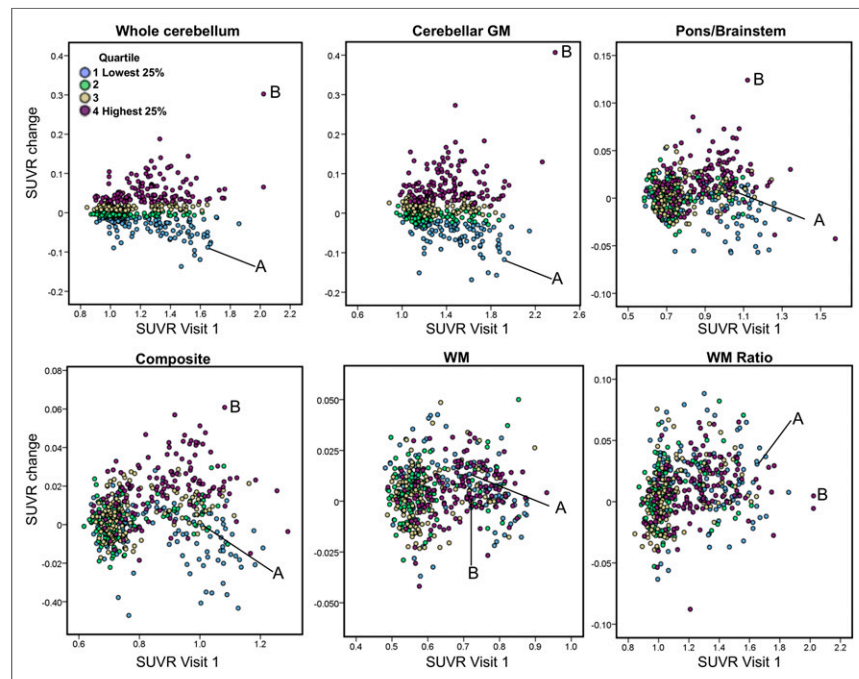 Whole cerebellum
Cerebellar GM
Pons/Brainstem
Quartile
1 Lowest 25%
2
3
4 Highest 25%
SUVR change
0.4
0.3
0.2
0.1
0
-0.1
-0.2
0.8 1.0 1.2 1.4 1.6 1.8 2.0 2.2
SUVR Visit 1
B
A
0.4
0.3
0.2
0.1
0
-0.1
-0.2
0.6 1.0 1.4 1.8 2.2 2.6
SUVR Visit 1
B
A
0.15
0.10
0.05
0
-0.05
-0.10
0.5 0.7 0.9 1.1 1.3 1.5
SUVR Visit 1
B
A
Composite
WM
WM Ratio
SUVR change
0.08
0.06
0.04
0.02
0
-0.02
-0.40
0.6 0.8 1.0 1.2 1.4
SUVR Visit 1
B
A
0.050
0.025
0.00
-0.025
-0.050
0.4 0.5 0.6 0.7 0.8 0.9 1.0
SUVR Visit 1
A
B
0.10
0.05
0
-0.05
-0.10
0.8 1.0 1.2 1.4 1.6 1.8 2.0 2.2
SUVR Visit 1
A
B